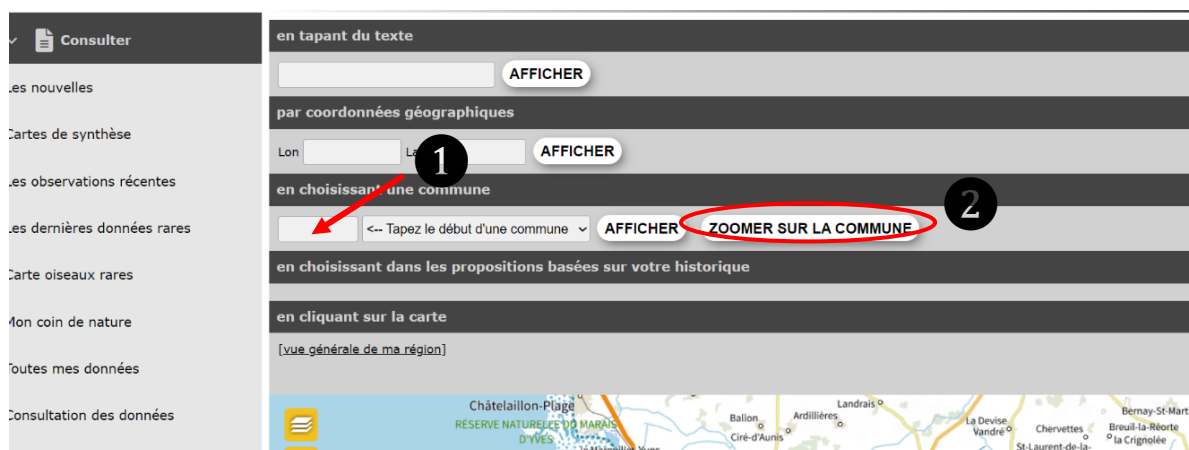 Consulter
Les nouvelles
Cartes de synthèse
Les observations récentes
Les dernières données rares
Carte oiseaux rares
Mon coin de nature
Toutes mes données
Consultation des données
en tapant du texte
AFFICHER
par coordonnées géographiques
Lon AFFICHER
1
en choisissant une commune
2
<-- Tapez le début d'une commune AFFICHER ZOOMER SUR LA COMMUNE
en choisissant dans les propositions basées sur votre historique
en cliquant sur la carte
[vue générale de ma région]
Châtelaillon-Plage
RÉSERVE NATURELLE DU MARAIS
D'YVES
Ballon
Ciré-d'Aunis
Ardillières
Landrais
La Devise
Vandré
Chervettes
St-Laurent-de-la-
Bernay-St-Mart
Breuil-la-Réorte
la Crignolée